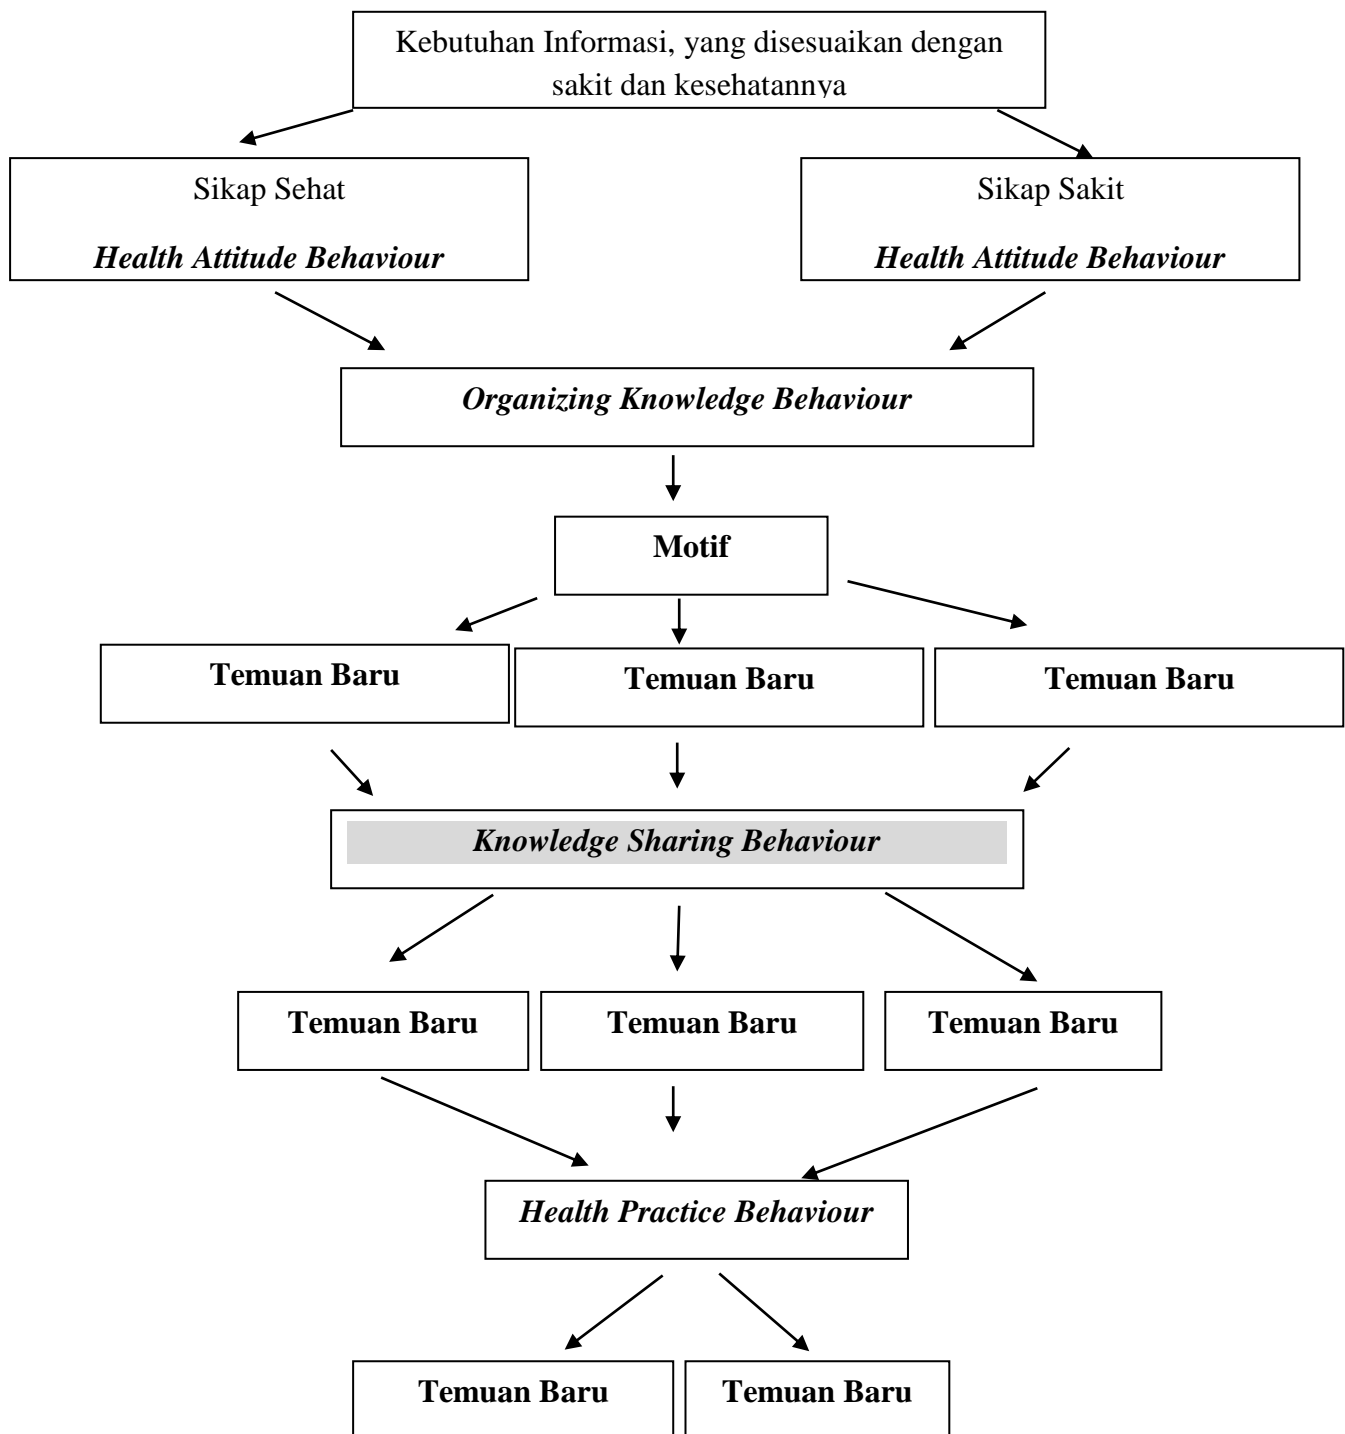 Kebutuhan Informasi, yang disesuaikan dengan
sakit dan kesehatannya
Sikap Sehat
Health Attitude Behaviour
Sikap Sakit
Health Attitude Behaviour
Organizing Knowledge Behaviour
Motif
Temuan Baru
Temuan Baru
Temuan Baru
Knowledge Sharing Behaviour
Temuan Baru
Temuan Baru
Temuan Baru
Health Practice Behaviour
Temuan Baru
Temuan Baru